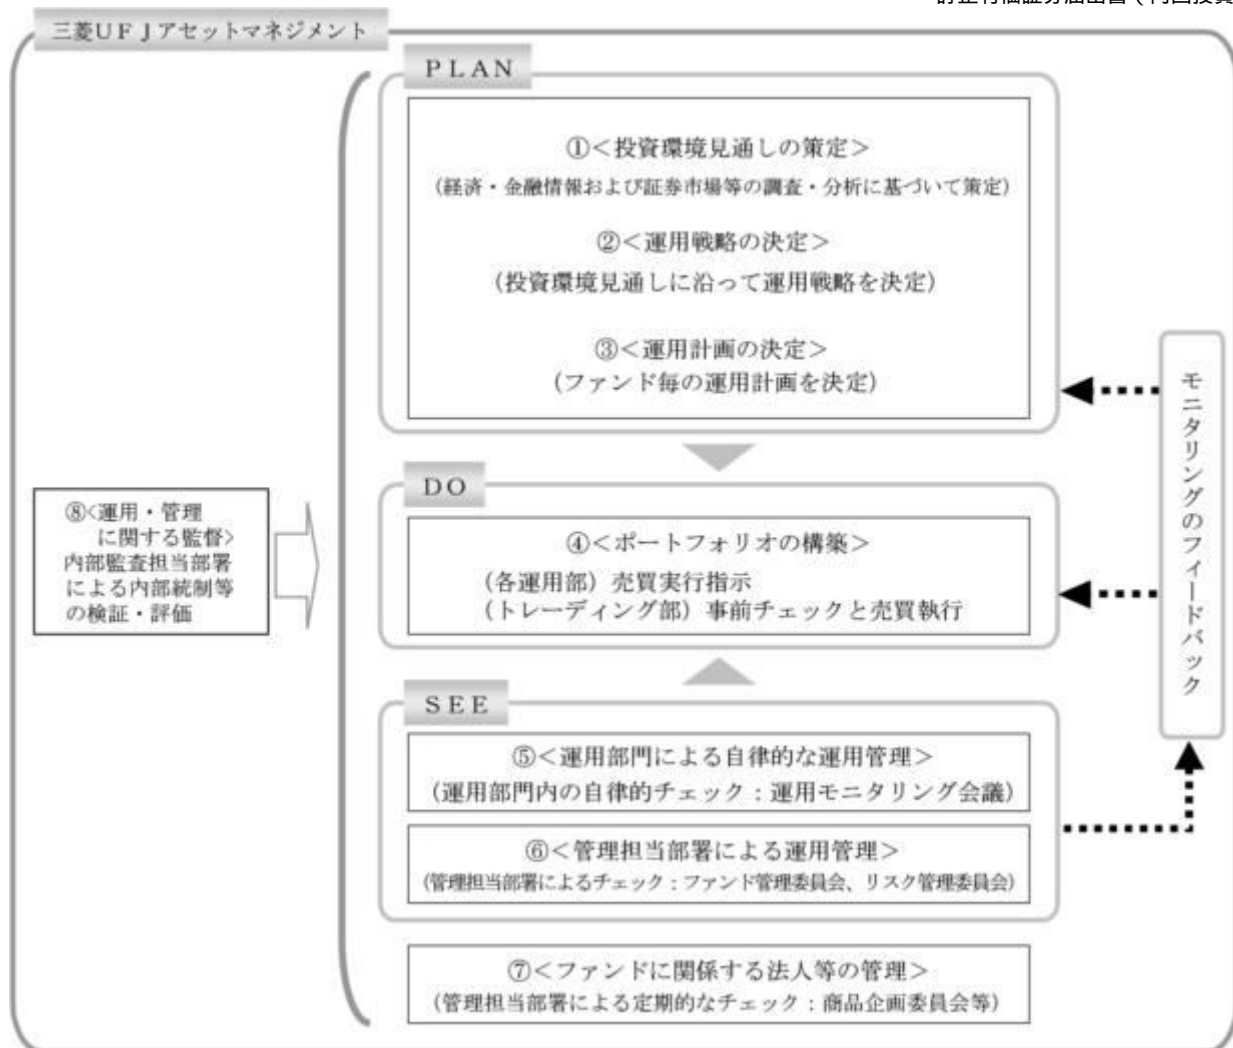 訂正有価証券届出書(内国投資
三菱UFJアセットマネジメント
PLAN
①<投資環境見通しの策定>
(経済・金融情報および証券市場等の調査・分析に基づいて策定)
②<運用戦略の決定>
(投資環境見通しに沿って運用戦略を決定)
③<運用計画の決定>
(ファンド毎の運用計画を決定)
DO
④<ポートフォリオの構築>
(各運用部)売買実行指示
(トレーディング部)事前チェックと売買執行
SEE
⑤<運用部門による自律的な運用管理>
(運用部門内の自律的チェック:運用モニタリング会議)
⑥<管理担当部署による運用管理>
(管理担当部署によるチェック:ファンド管理委員会、リスク管理委員会)
⑦<ファンドに関係する法人等の管理>
(管理担当部署による定期的なチェック:商品企画委員会等)
⑧<運用・管理
に関する監督>
内部監査担当部署
による内部統制等
の検証・評価
モニタリングのフィードバック